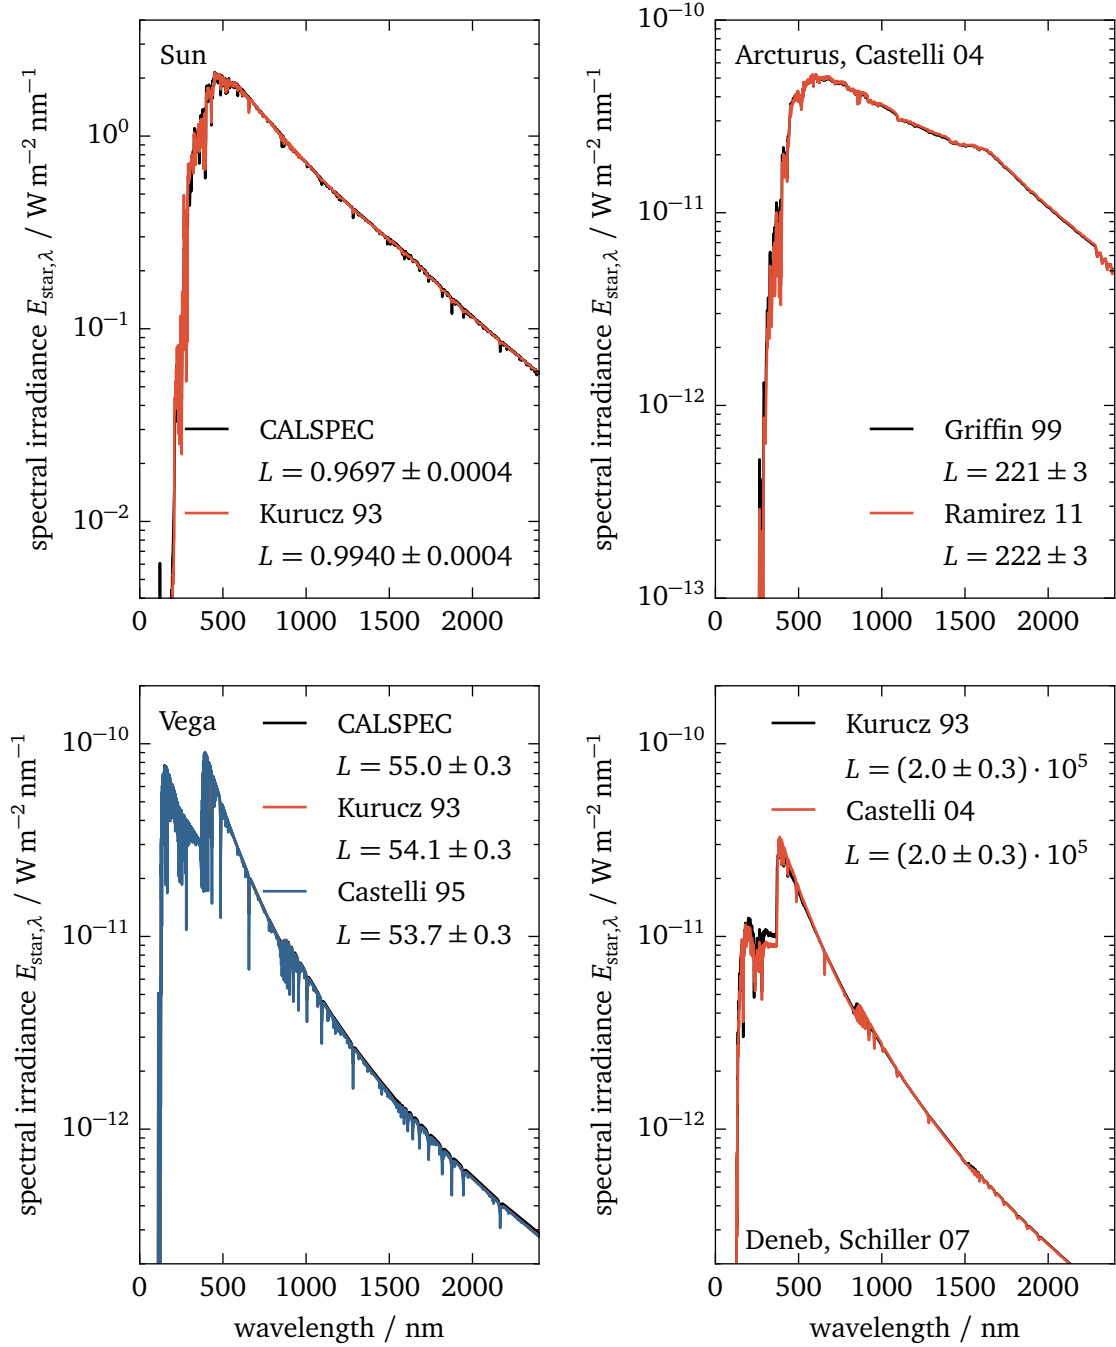 Sun
spectral irradiance E_star,λ / W m⁻² nm⁻¹
10⁰
10⁻¹
10⁻²
CALSPEC
L = 0.9697 ± 0.0004
Kurucz 93
L = 0.9940 ± 0.0004
0 500 1000 1500 2000
Arcturus, Castelli 04
spectral irradiance E_star,λ / W m⁻² nm⁻¹
10⁻¹⁰
10⁻¹¹
10⁻¹²
10⁻¹³
Griffin 99
L = 221 ± 3
Ramirez 11
L = 222 ± 3
0 500 1000 1500 2000
Vega
spectral irradiance E_star,λ / W m⁻² nm⁻¹
10⁻¹⁰
10⁻¹¹
10⁻¹²
CALSPEC
L = 55.0 ± 0.3
Kurucz 93
L = 54.1 ± 0.3
Castelli 95
L = 53.7 ± 0.3
0 500 1000 1500 2000
wavelength / nm
spectral irradiance E_star,λ / W m⁻² nm⁻¹
10⁻¹⁰
10⁻¹¹
10⁻¹²
Kurucz 93
L = (2.0 ± 0.3) · 10⁵
Castelli 04
L = (2.0 ± 0.3) · 10⁵
Deneb, Schiller 07
0 500 1000 1500 2000
wavelength / nm